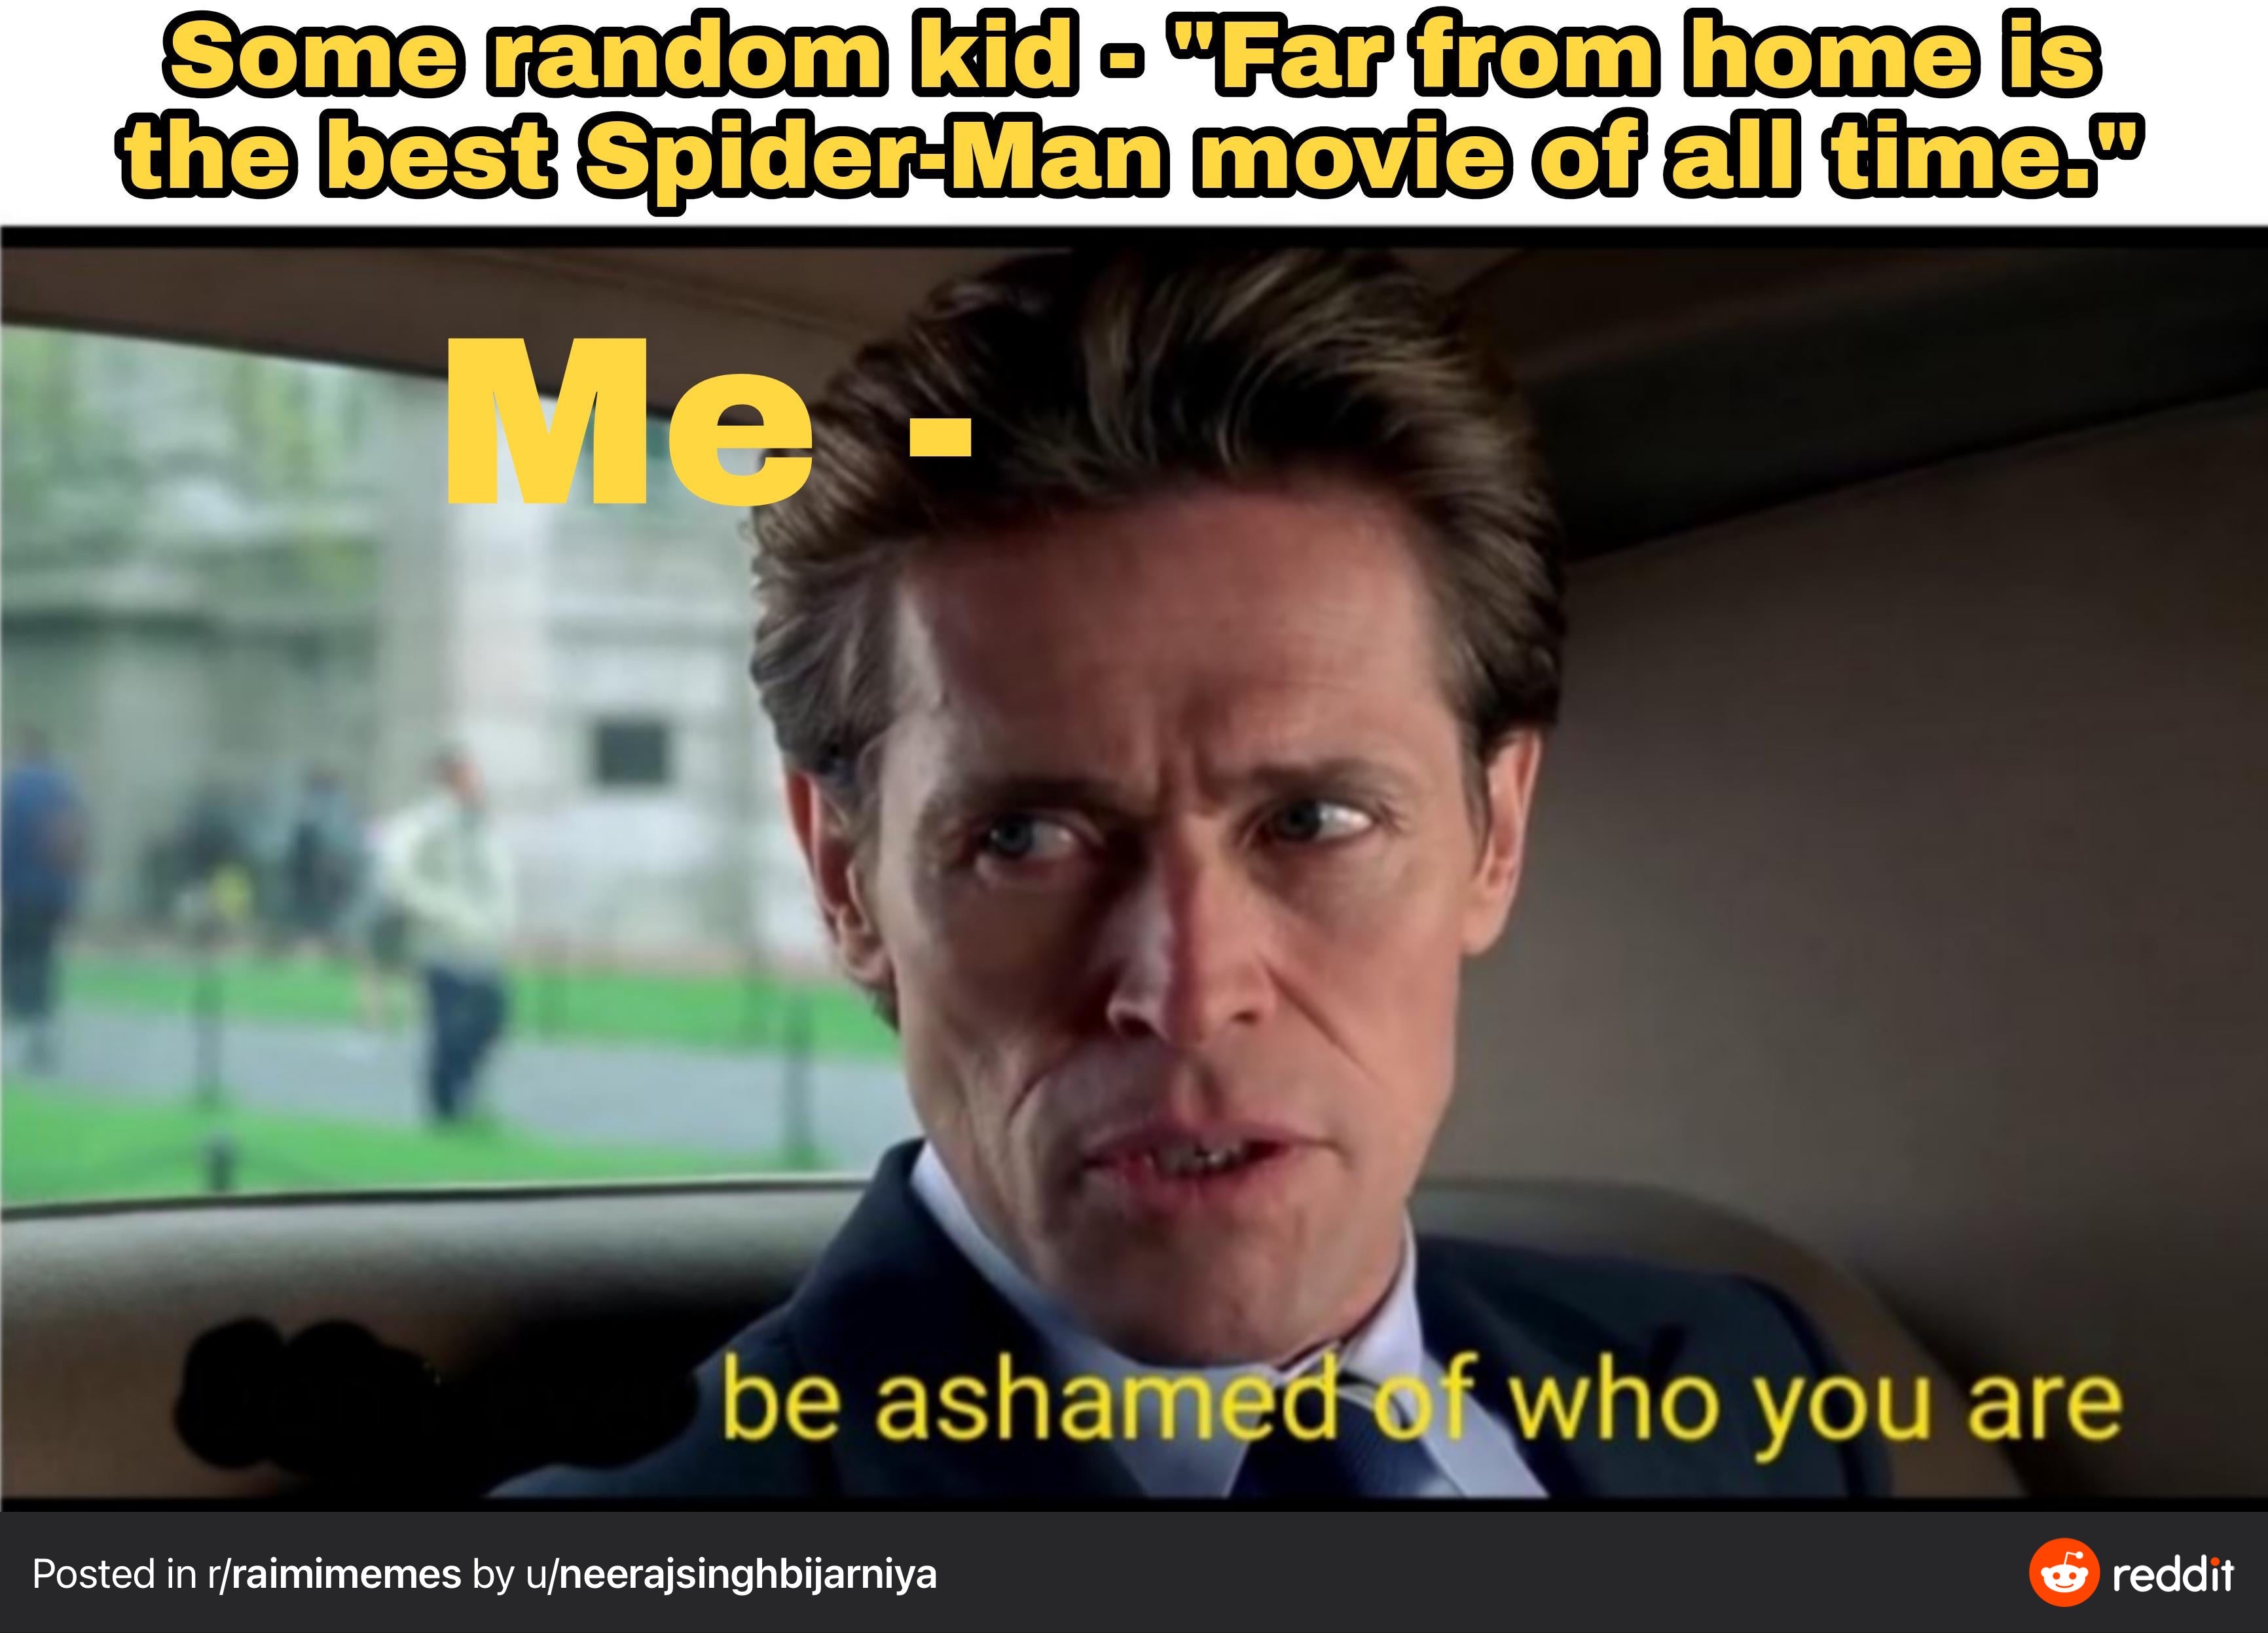 Some random kid - "Far from home is
the best Spider-Man movie of all time."
Me -
be ashamed of who you are
Posted in r/raimimemes by u/neerajsinghbijarniya
reddit